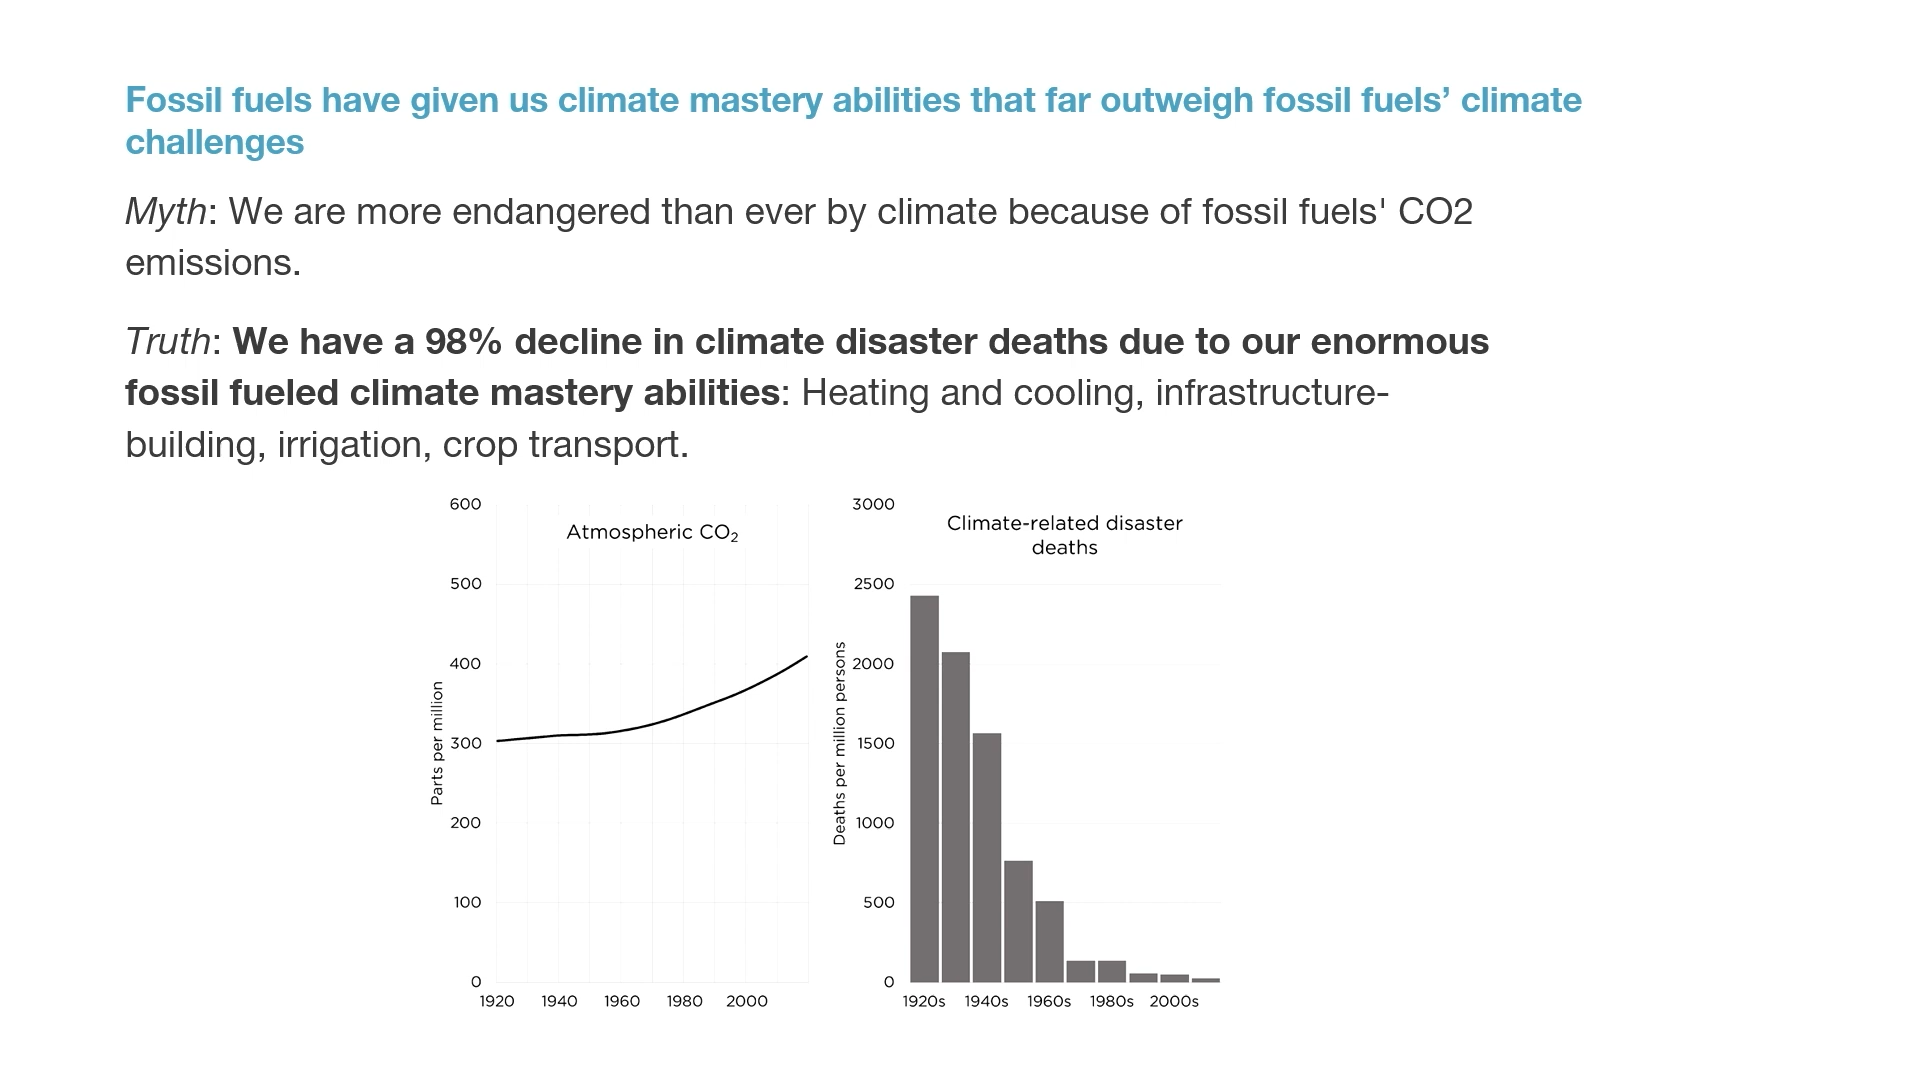 Fossil fuels have given us climate mastery abilities that far outweigh fossil fuels’ climate
challenges
Myth: We are more endangered than ever by climate because of fossil fuels' CO2
emissions.
Truth: We have a 98% decline in climate disaster deaths due to our enormous
fossil fueled climate mastery abilities: Heating and cooling, infrastructure-
building, irrigation, crop transport.
Atmospheric CO₂
Parts per million
600
500
400
300
200
100
0
1920 1940 1960 1980 2000
Climate-related disaster
deaths
Deaths per million persons
3000
2500
2000
1500
1000
500
0
1920s 1940s 1960s 1980s 2000s